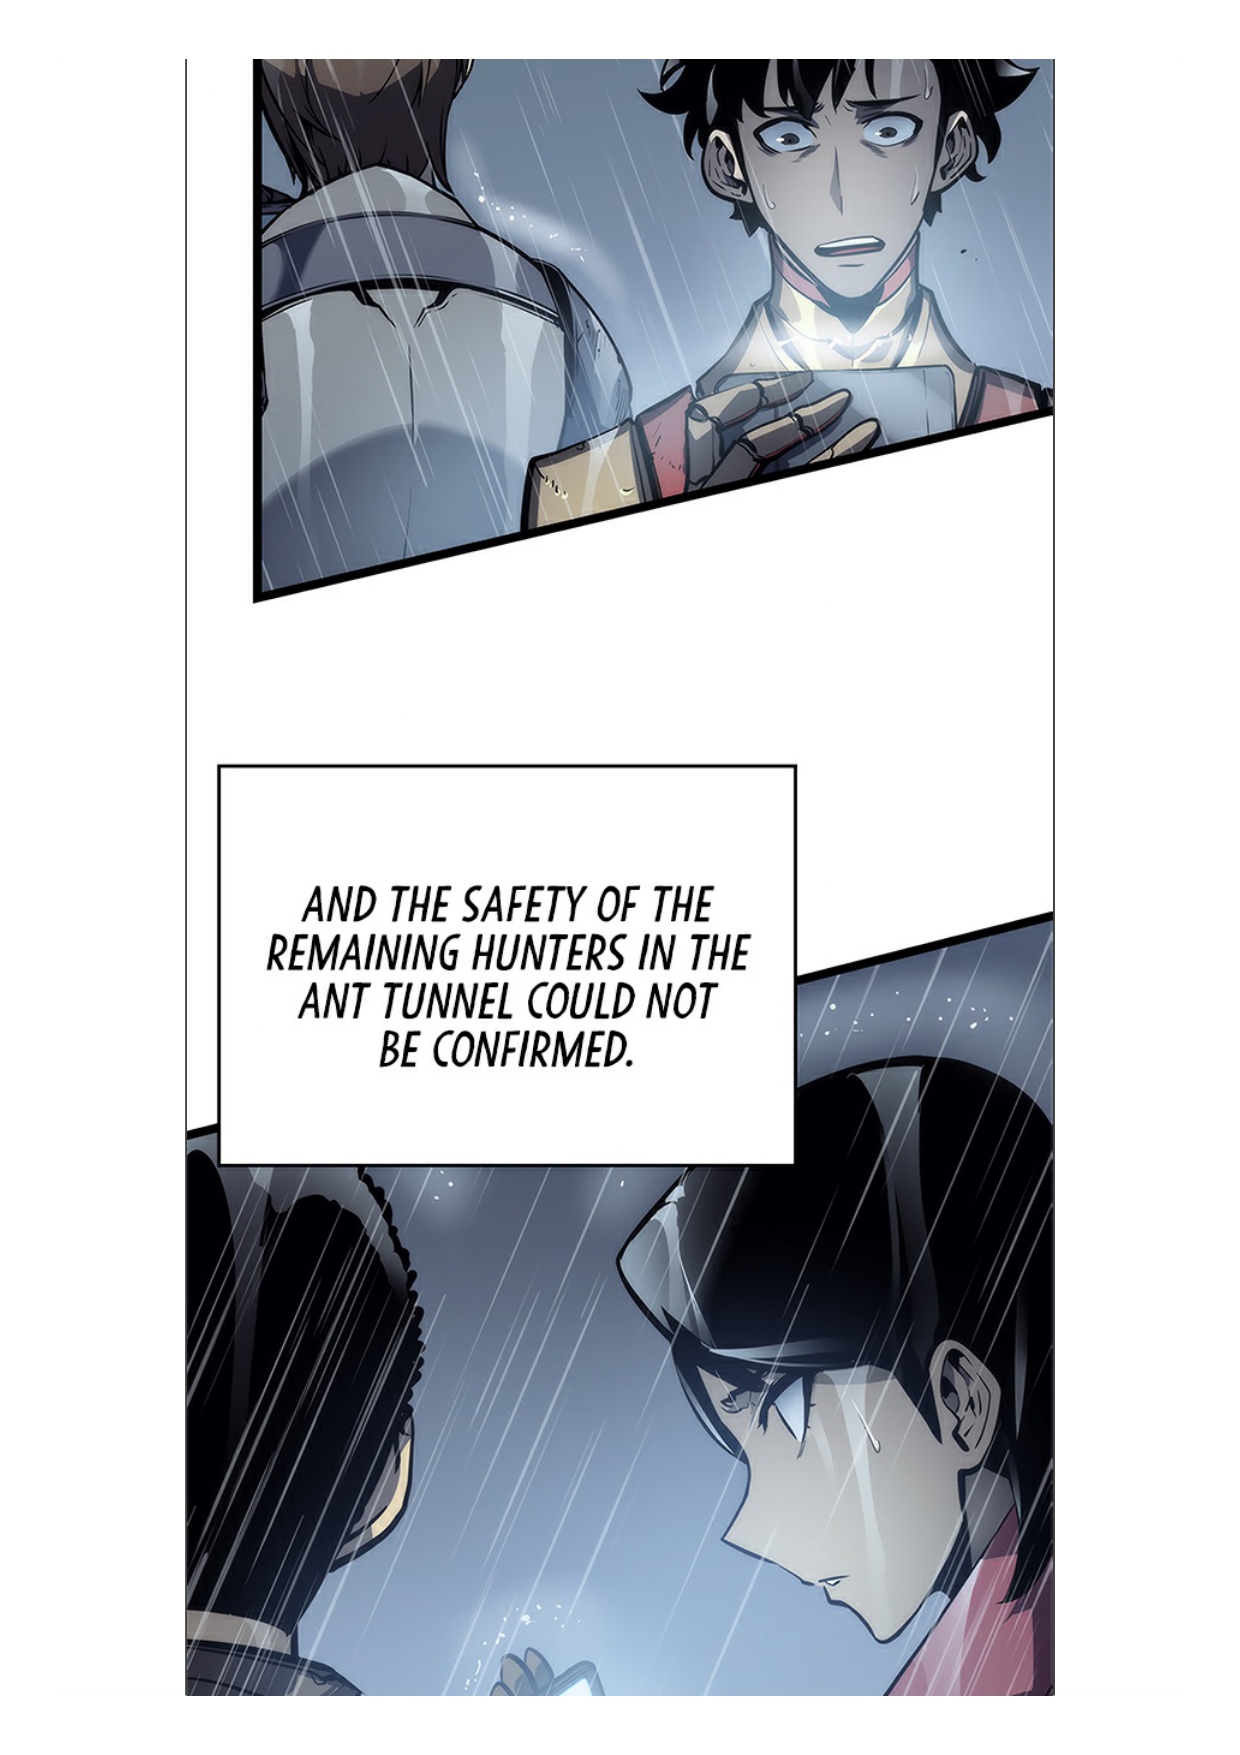 AND THE SAFETY OF THE
REMAINING HUNTERS IN THE
ANT TUNNEL COULD NOT
BE CONFIRMED.